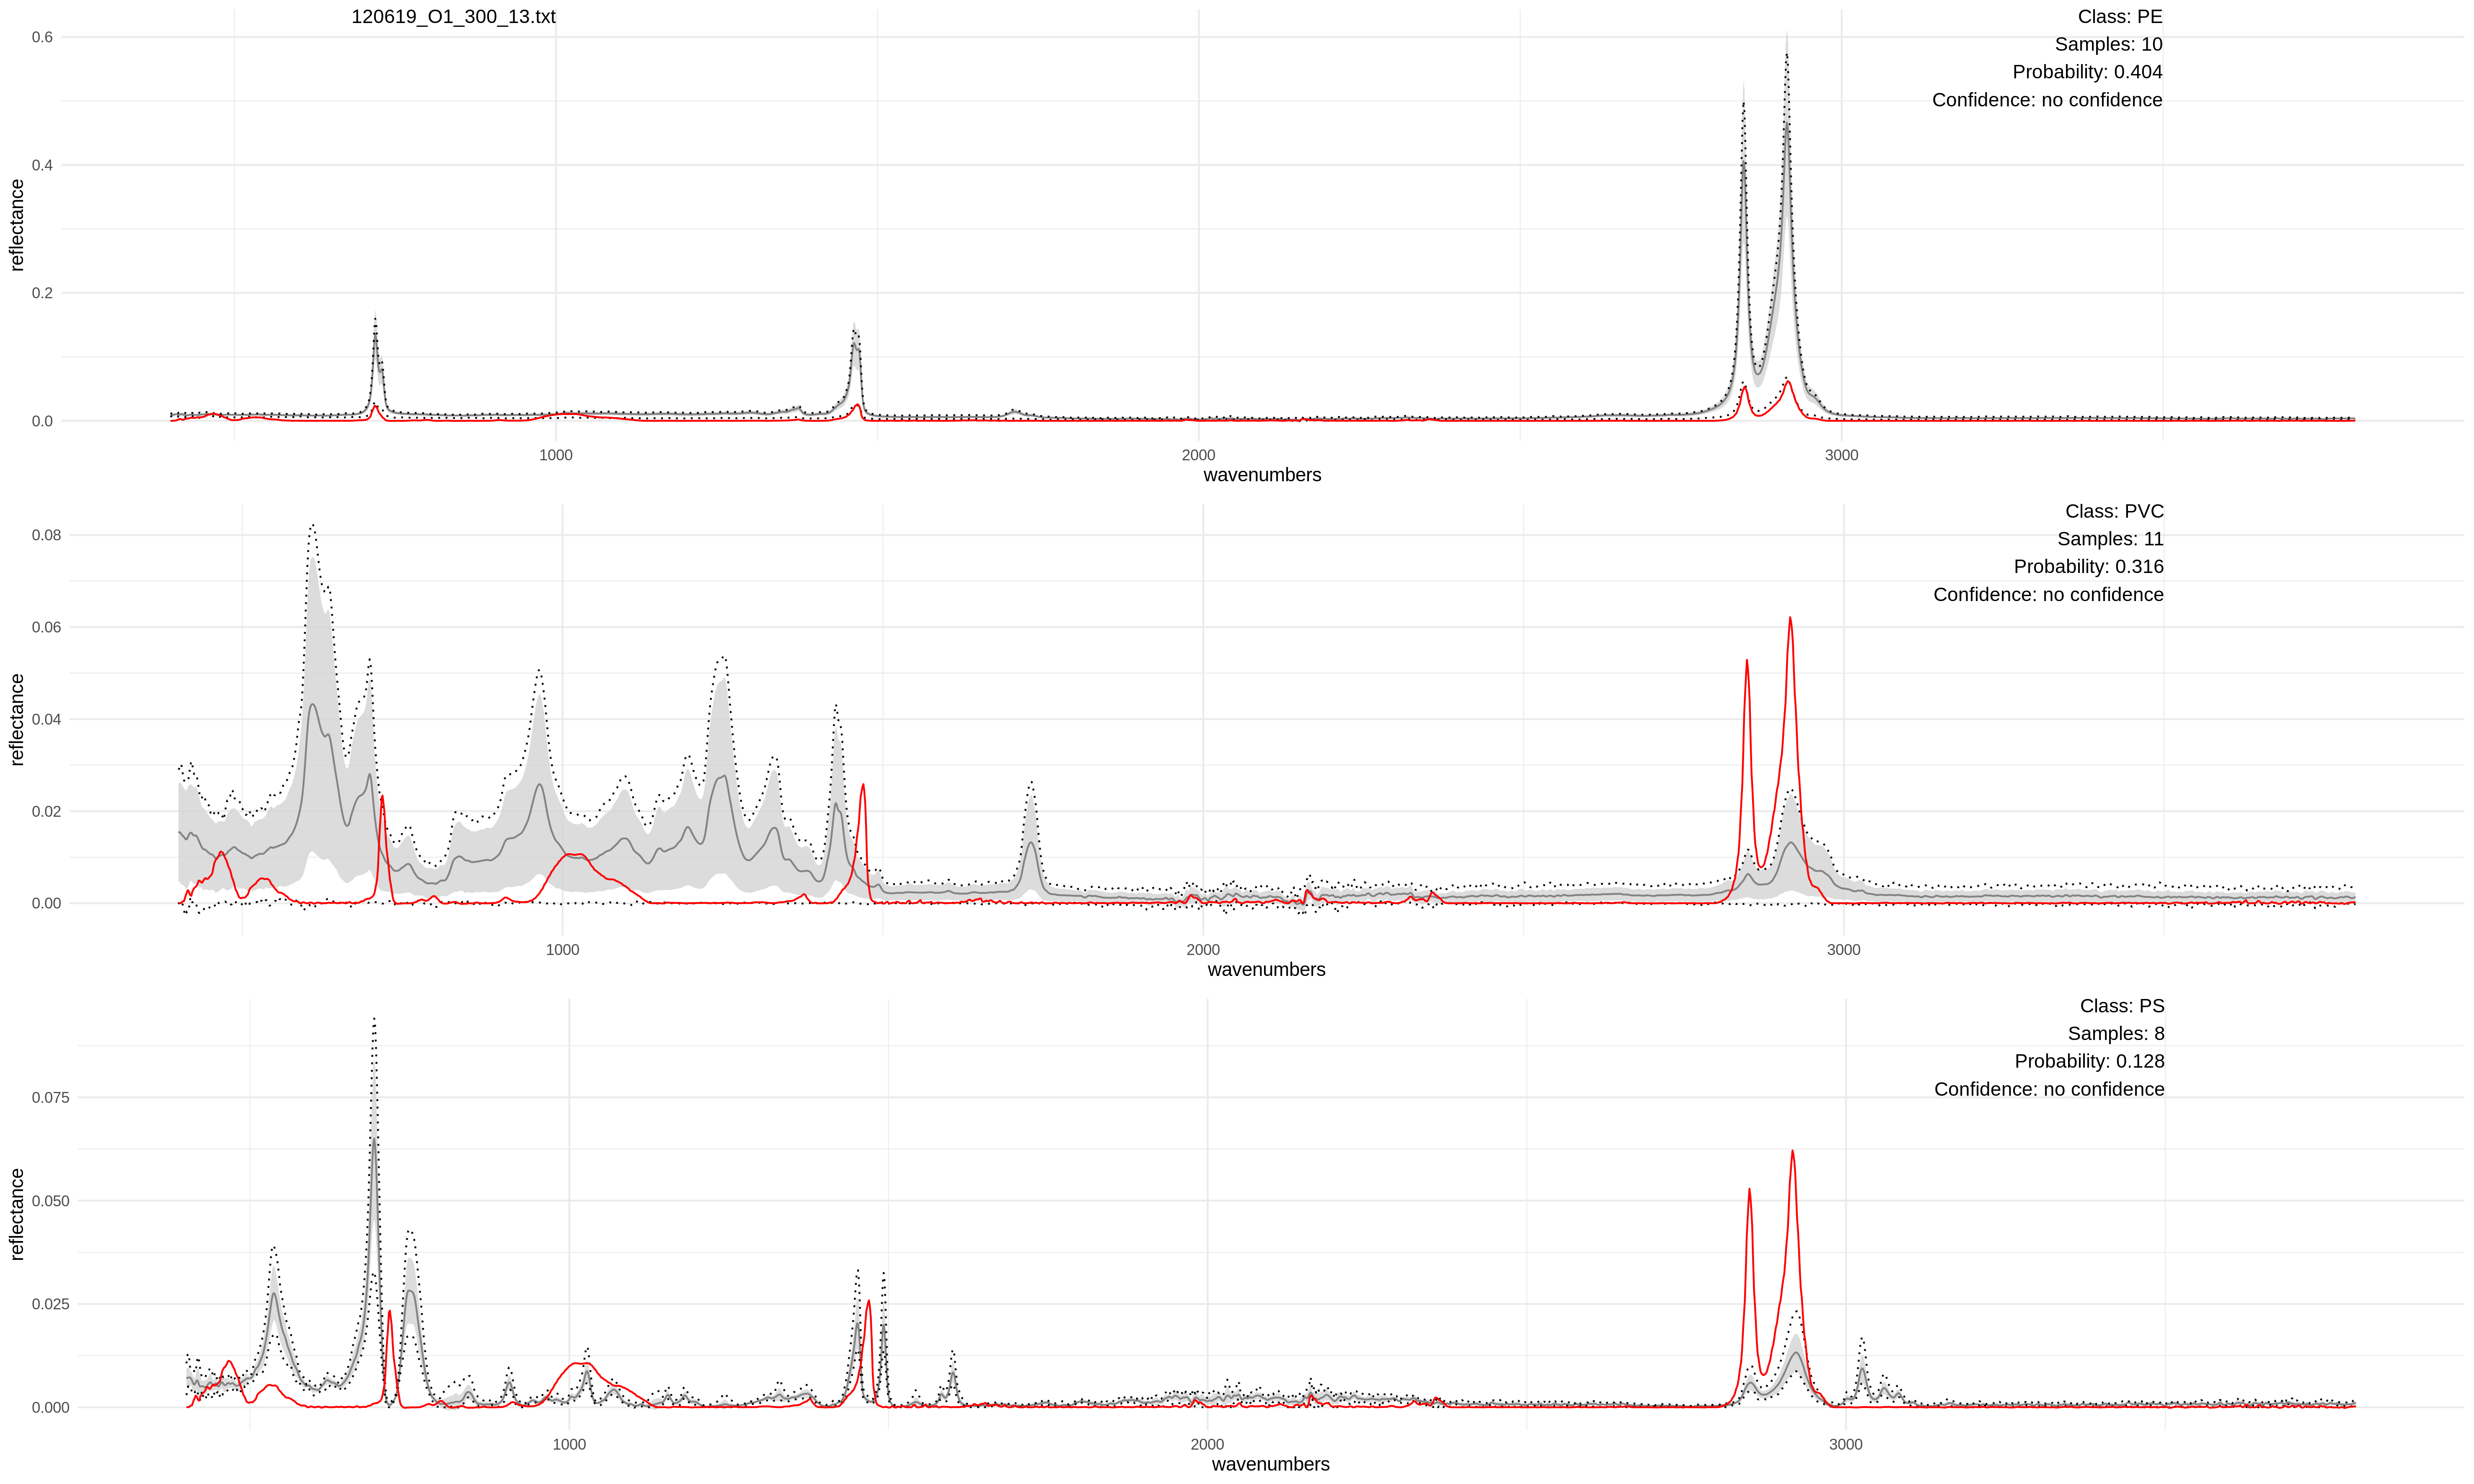 120619_O1_300_13.txt
Class: PE
Samples: 10
Probability: 0.404
Confidence: no confidence
0.6
0.4
0.2
0.0
reflectance
1000 2000 3000
wavenumbers
Class: PVC
Samples: 11
Probability: 0.316
Confidence: no confidence
0.08
0.06
0.04
0.02
0.00
reflectance
1000 2000 3000
wavenumbers
Class: PS
Samples: 8
Probability: 0.128
Confidence: no confidence
0.075
0.050
0.025
0.000
reflectance
1000 2000 3000
wavenumbers